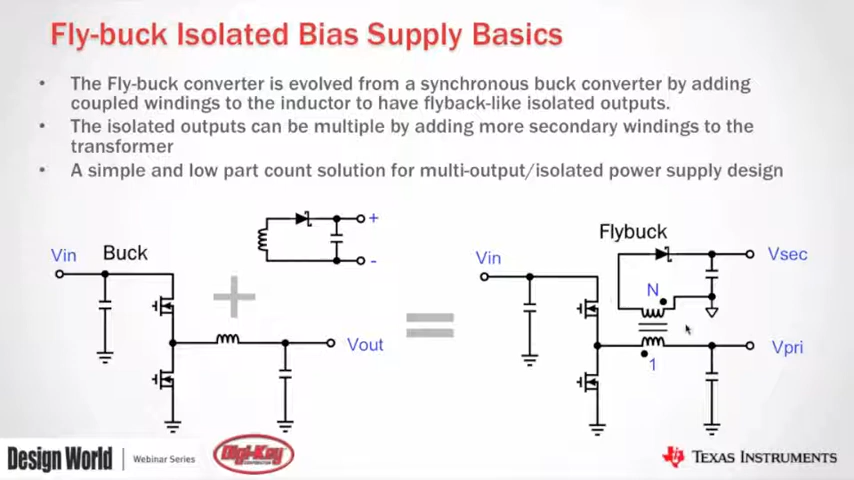 Fly-buck Isolated Bias Supply Basics
• The Fly-buck converter is evolved from a synchronous buck converter by adding
coupled windings to the inductor to have flyback-like isolated outputs.
• The isolated outputs can be multiple by adding more secondary windings to the
transformer
• A simple and low part count solution for multi-output/isolated power supply design
Vin Buck
+
-
Vout
Flybuck
Vin
Vsec
N
1
Vpri
Design World Webinar Series
Digi-Key
CORPORATION
TEXAS INSTRUMENTS